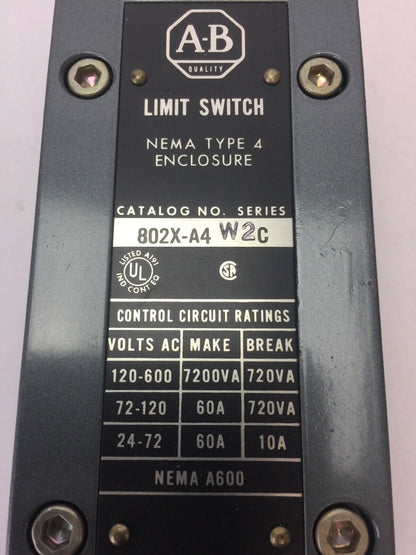 A-B
QUALITY
LIMIT SWITCH
NEMA TYPE 4
ENCLOSURE
CATALOG NO. SERIES
802X-A4 W2C
LISTED A191
UL
IND CONT EQ
SA
CONTROL CIRCUIT RATINGS
VOLTS AC MAKE BREAK
120-600 7200VA 720VA
72-120 60A 720VA
24-72 60A 10A
NEMA A600